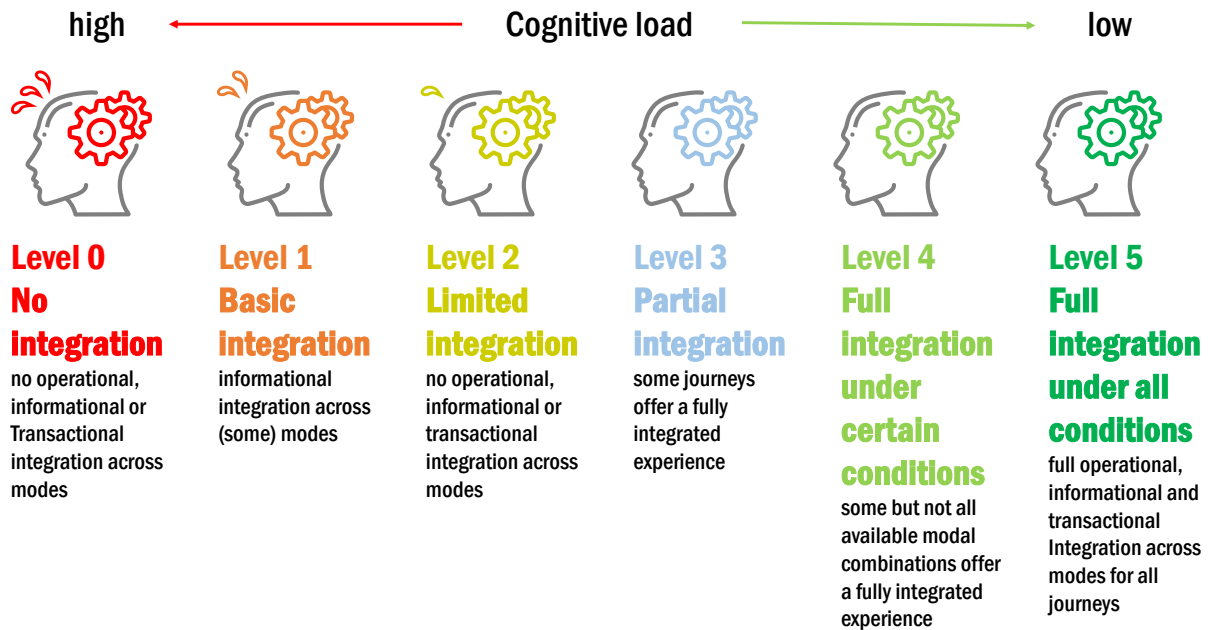 high
Cognitive load
low
Level 0
No
integration
no operational,
informational or
Transactional
integration across
modes
Level 1
Basic
integration
informational
integration across
(some) modes
Level 2
Limited
integration
no operational,
informational or
transactional
integration across
modes
Level 3
Partial
integration
some journeys
offer a fully
integrated
experience
Level 4
Full
integration
under
certain
conditions
some but not all
available modal
combinations offer
a fully integrated
experience
Level 5
Full
integration
under all
conditions
full operational,
informational and
transactional
Integration across
modes for all
journeys